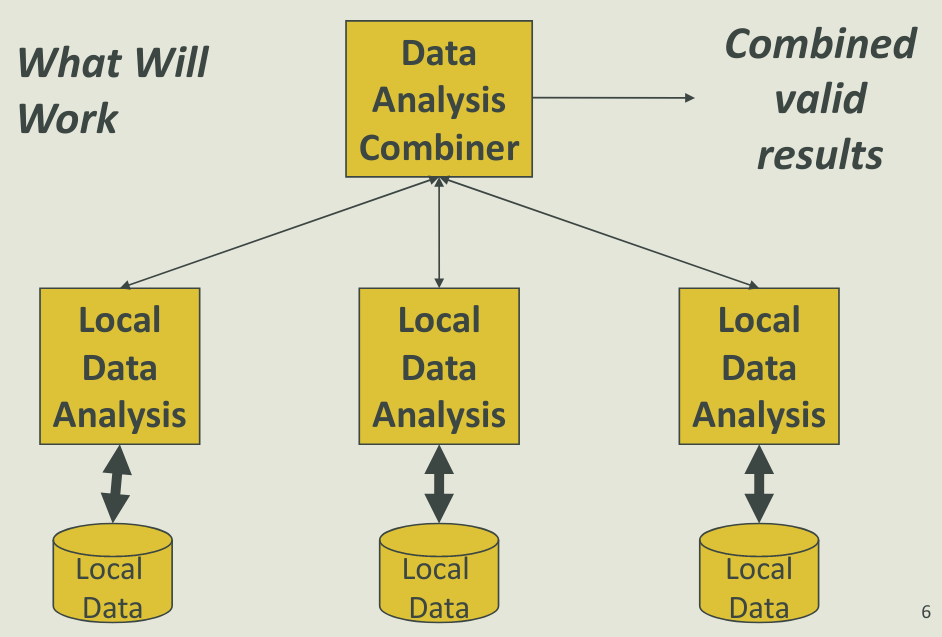 What Will
Work
Data
Analysis
Combiner
Combined
valid
results
Local
Data
Analysis
Local
Data
Analysis
Local
Data
Analysis
Local
Data
Local
Data
Local
Data
6